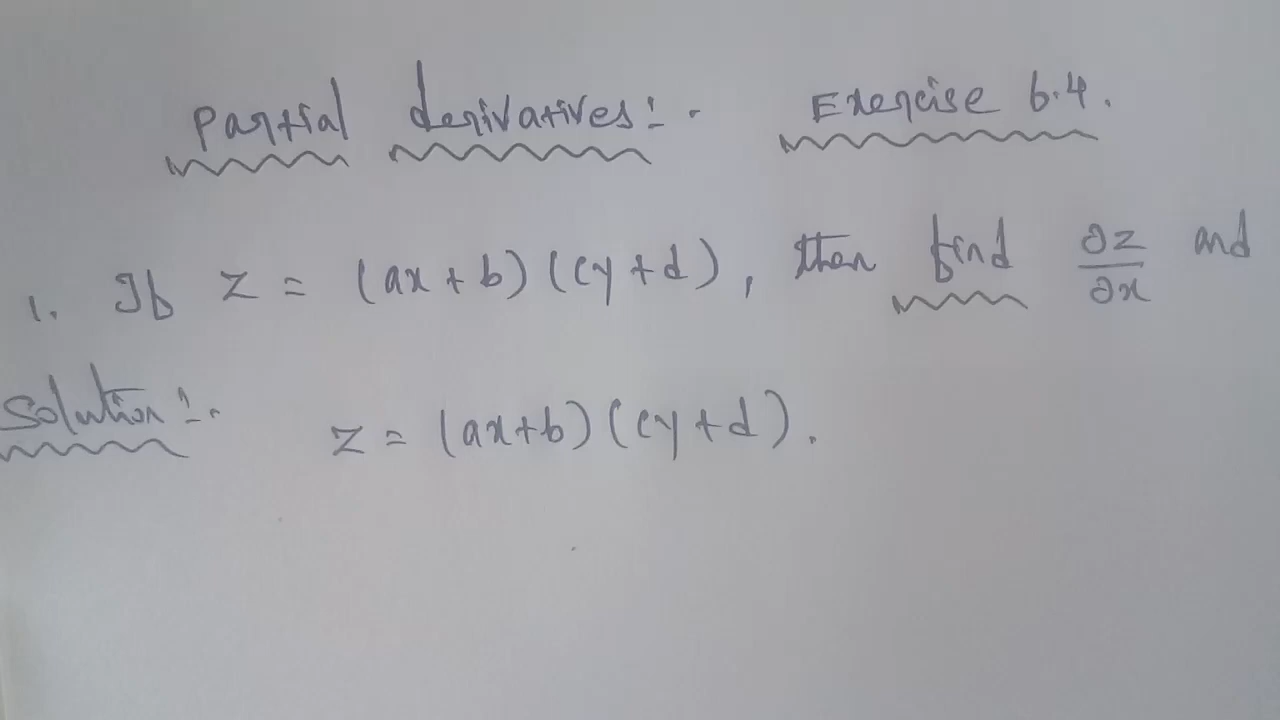 Partial derivatives:- Exercise 6.4.
1. If z = (ax + b) (cy + d), then find ∂z/∂x and
Solution:- z = (ax+b) (cy+d).